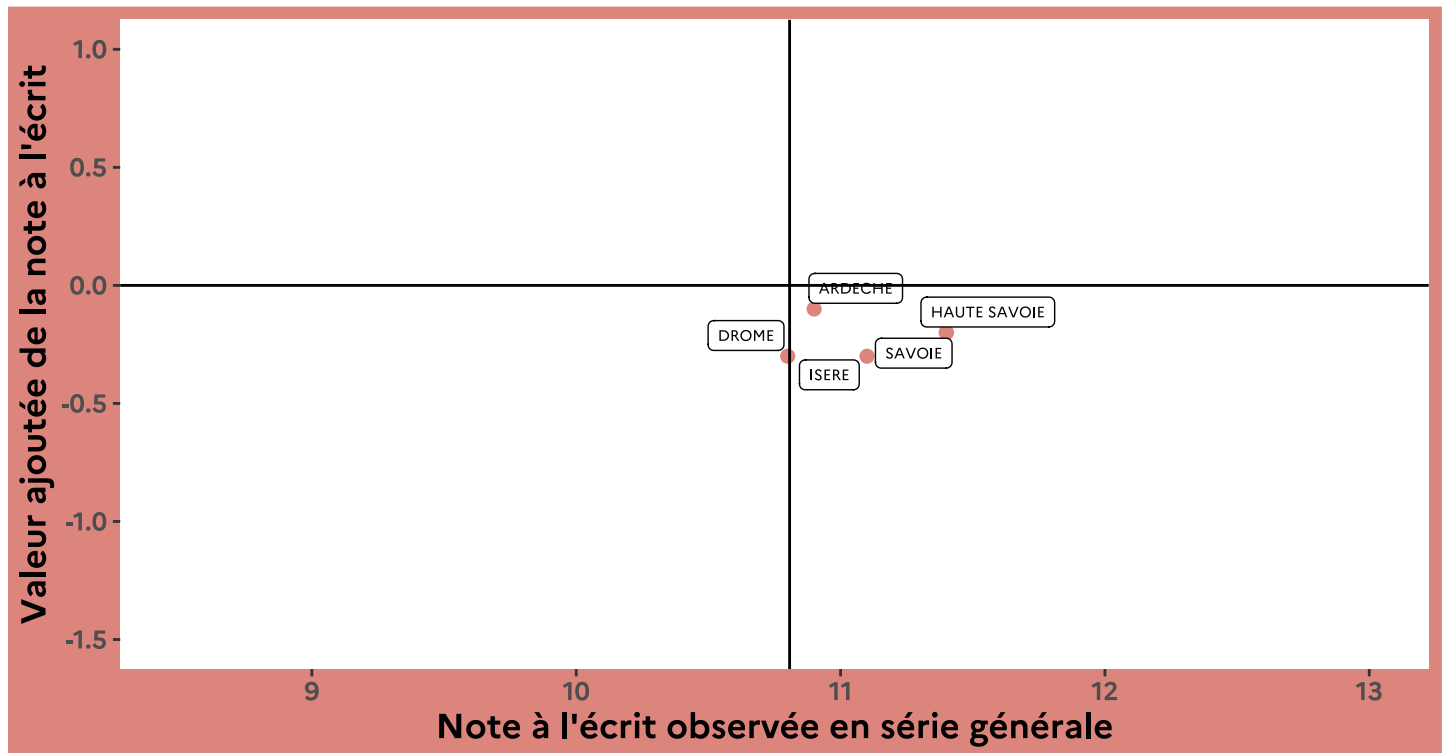 Valeur ajoutée de la note à l'écrit
1.0
0.5
0.0
-0.5
-1.0
-1.5
ARDECHE
HAUTE SAVOIE
DROME
SAVOIE
ISERE
9 10 11 12 13
Note à l'écrit observée en série générale